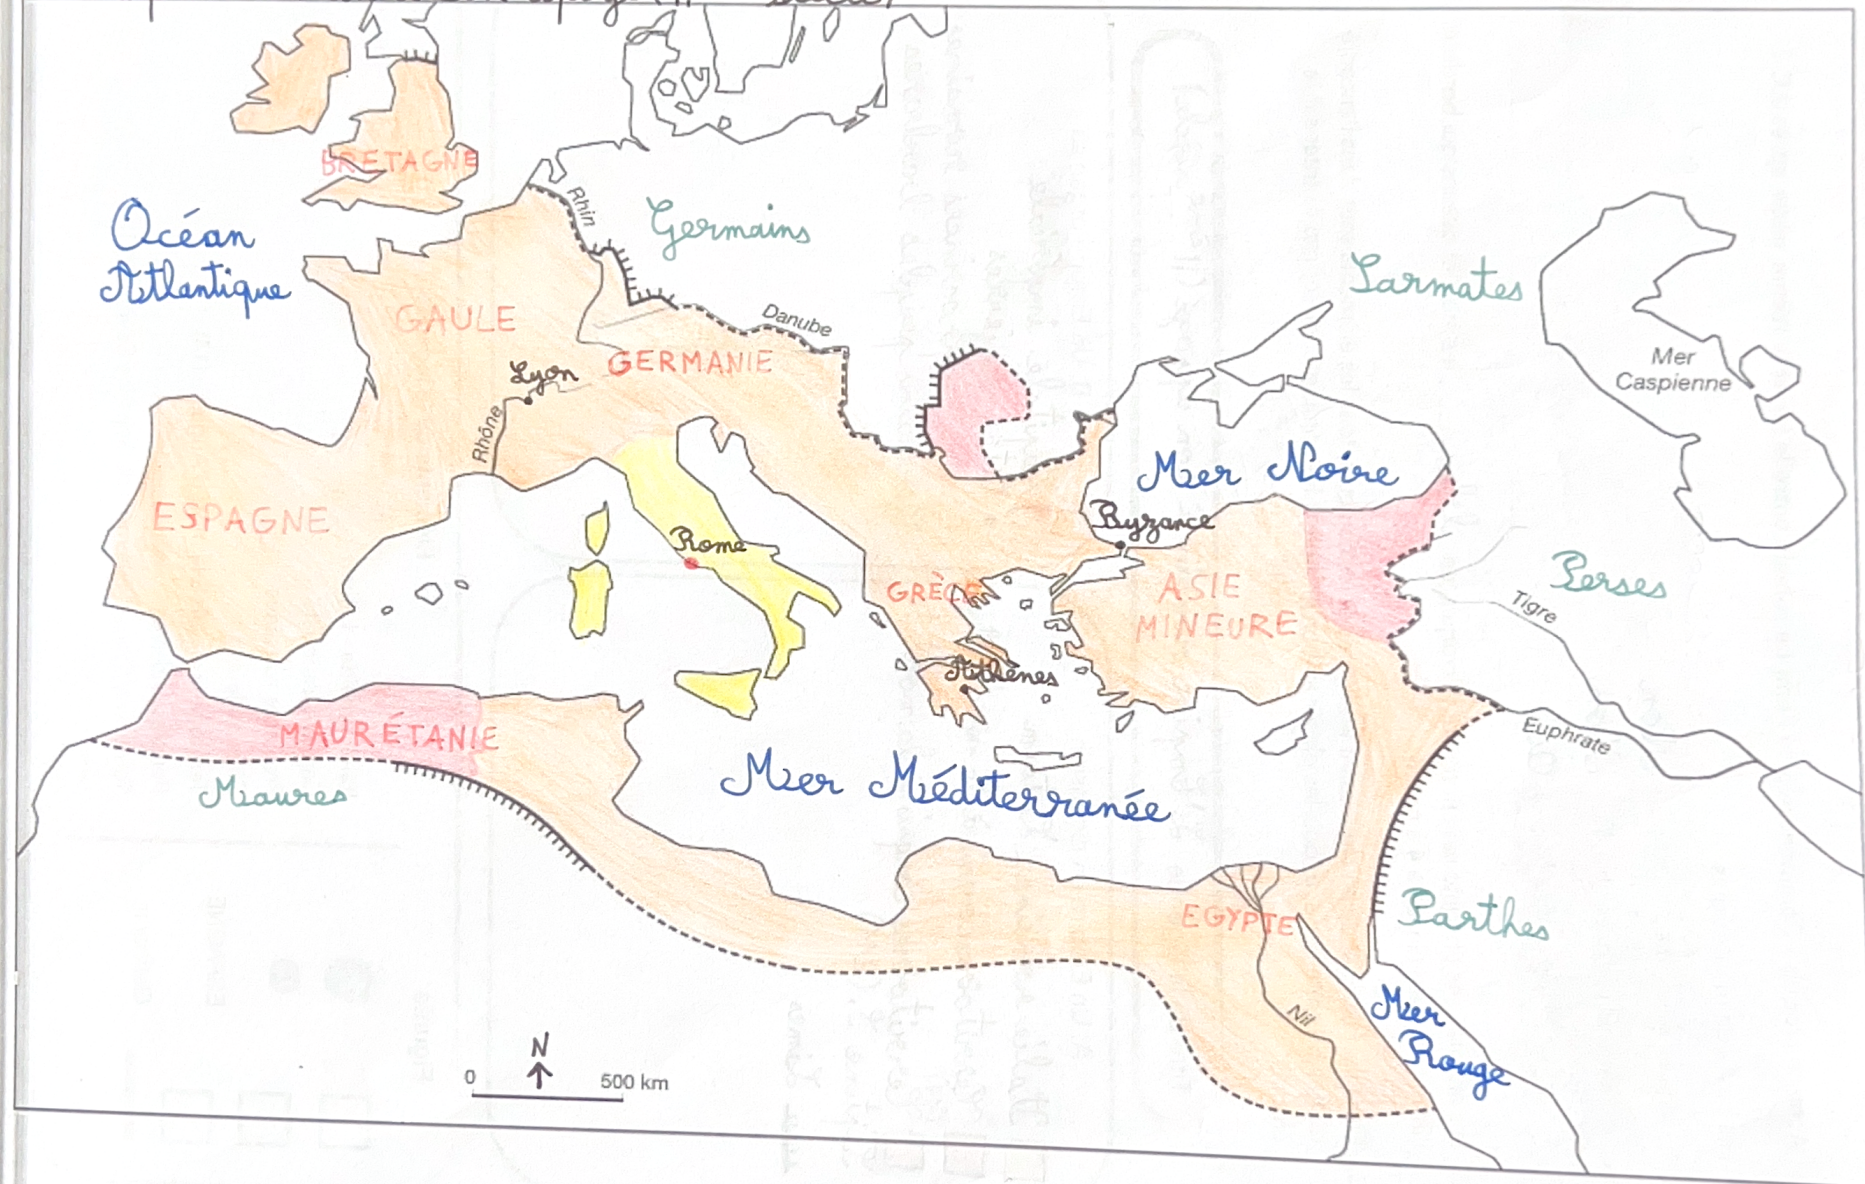 BRETAGNE
Océan
Atlantique
Rhin
Germains
Sarmates
GAULE
Danube
GERMANIE
Lyon
Mer
Caspienne
Rhône
Mer Noire
ESPAGNE
Byzance
Rome
Perses
GRÈCE
ASIE
MINEURE
Tigre
Athènes
MAURÉTANIE
Euphrate
Maures
Mer Méditerranée
EGYPTE
Parthes
Mer
Rouge
Nil
N
0 500 km